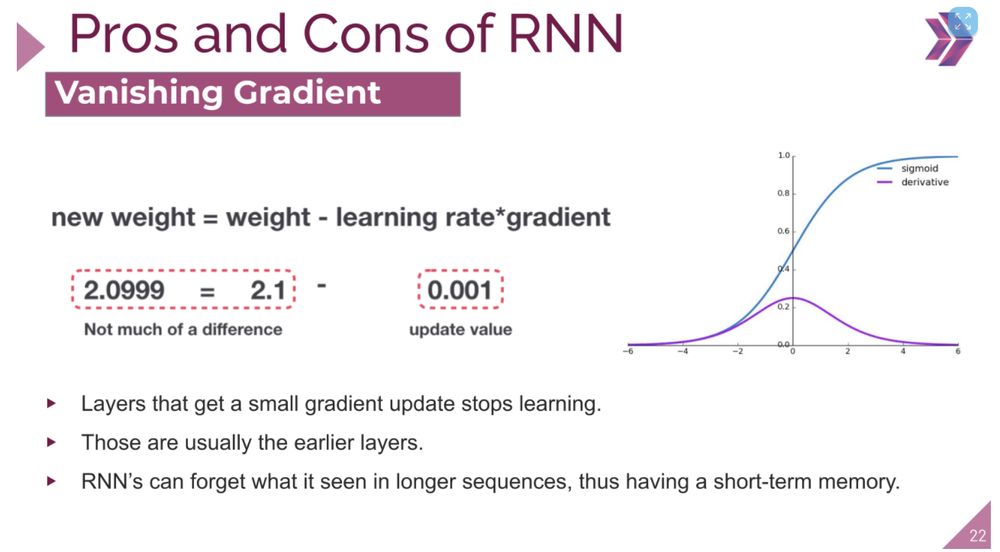 Pros and Cons of RNN
Vanishing Gradient
new weight = weight - learning rate*gradient
2.0999 = 2.1 - 0.001
Not much of a difference
update value
1.0
0.8
0.6
0.4
0.2
0.0
−6 −4 −2 0 2 4 6
sigmoid
derivative
Layers that get a small gradient update stops learning.
Those are usually the earlier layers.
RNN’s can forget what it seen in longer sequences, thus having a short-term memory.
22